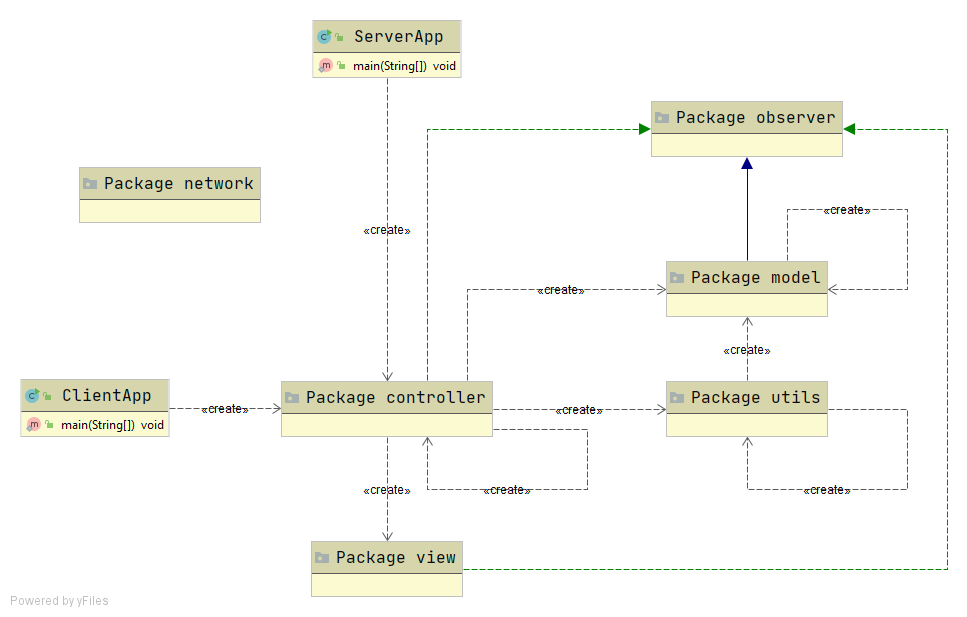 ServerApp
main(String[]) void
Package observer
Package network
«create»
«create»
Package model
«create»
«create»
ClientApp
main(String[]) void
«create»
Package controller
«create»
Package utils
«create»
«create»
«create»
Package view
Powered by yFiles